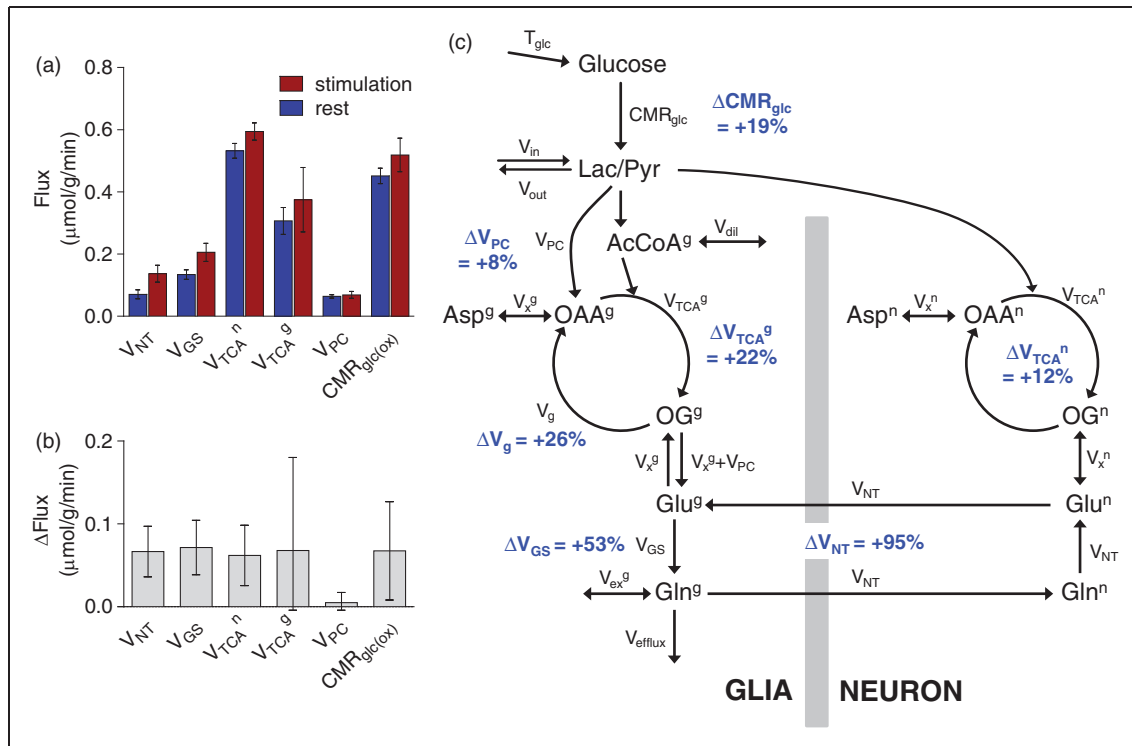 (a)
0.8
0.6
0.4
0.2
0.0
Flux
(μmol/g/min)
stimulation
rest
V_NT
V_GS
V_TCA^n
V_TCA^g
V_PC
CMR_glc(ox)
(b)
0.2
0.1
0.0
ΔFlux
(μmol/g/min)
V_NT
V_GS
V_TCA^n
V_TCA^g
V_PC
CMR_glc(ox)
(c)
T_glc
Glucose
CMR_glc
ΔCMR_glc
= +19%
V_in
Lac/Pyr
V_out
ΔV_PC
= +8%
V_PC
AcCoA^g
V_dil
Asp^g
V_x^g
OAA^g
V_TCA^g
ΔV_TCA^g
= +22%
Asp^n
V_x^n
OAA^n
V_TCA^n
ΔV_TCA^n
= +12%
V_g
ΔV_g = +26%
OG^g
OG^n
V_x^g
V_x^g+V_PC
V_x^n
Glu^g
V_NT
Glu^n
ΔV_GS = +53%
V_GS
ΔV_NT = +95%
V_NT
V_ex^g
Gln^g
V_NT
Gln^n
V_efflux
GLIA
NEURON